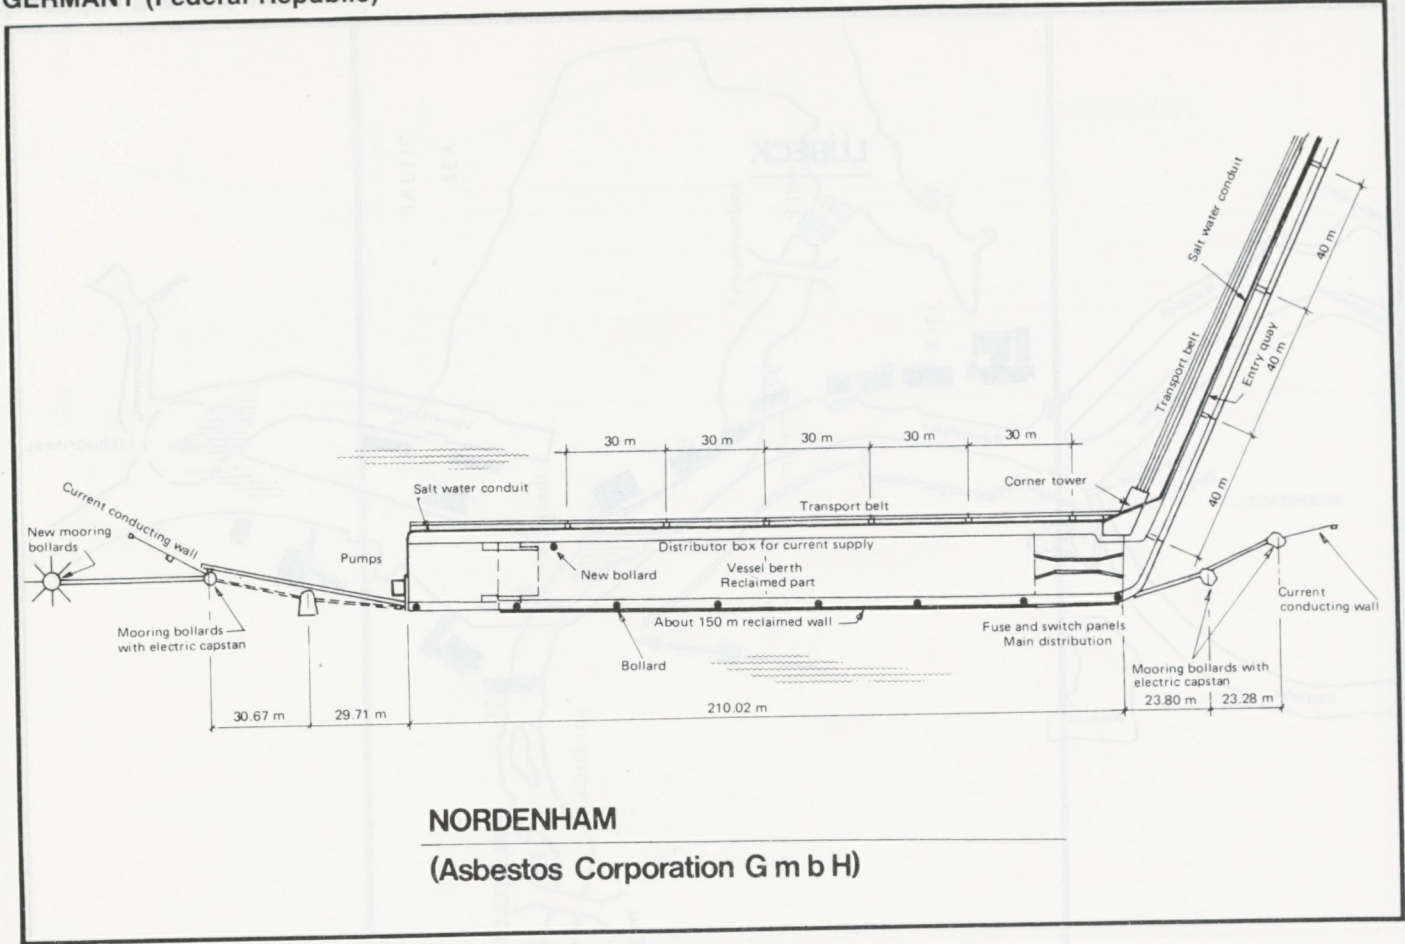 GERMANY (Federal Republic)
40 m
Salt water conduit
Transport belt
Entry quay
40 m
40 m
30 m
30 m
30 m
30 m
30 m
Corner tower
Salt water conduit
Transport belt
Current conducting wall
New mooring
bollards
Pumps
Distributor box for current supply
New bollard
Vessel berth
Reclaimed part
Current
conducting wall
Mooring bollards
with electric capstan
About 150 m reclaimed wall
Fuse and switch panels
Main distribution
Bollard
Mooring bollards with
electric capstan
30.67 m
29.71 m
210.02 m
23.80 m
23.28 m
NORDENHAM
(Asbestos Corporation G m b H)
LÜBECK
BALTIC
SEA
KIEL